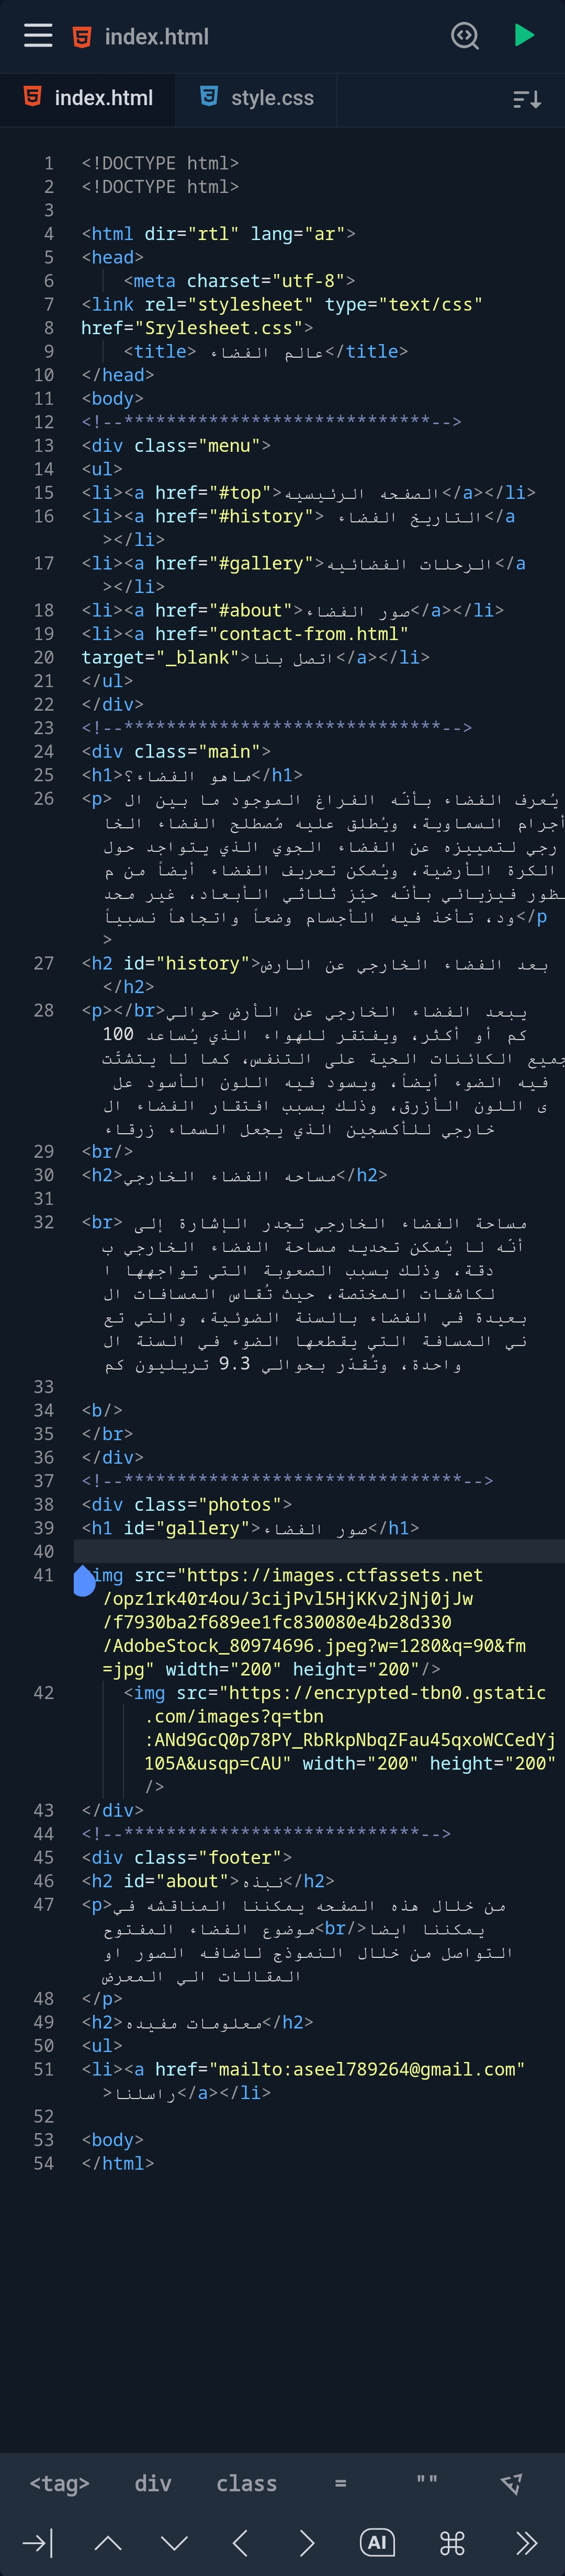 index.html
index.html
style.css
1 <!DOCTYPE html>
2 <!DOCTYPE html>
3
4 <html dir="rtl" lang="ar">
5 <head>
6 <meta charset="utf-8">
7 <link rel="stylesheet" type="text/css"
8 href="Srylesheet.css">
9 <title> عالم الفضاء</title>
10 </head>
11 <body>
12 <!--*****************************-->
13 <div class="menu">
14 <ul>
15 <li><a href="#top">الصفحه الرئيسيه</a></li>
16 <li><a href="#history"> التاريخ الفضاء</a
></li>
17 <li><a href="#gallery">الرحلات الفضائيه</a
></li>
18 <li><a href="#about">صور الفضاء</a></li>
19 <li><a href="contact-from.html"
20 target="_blank">اتصل بنا</a></li>
21 </ul>
22 </div>
23 <!--******************************-->
24 <div class="main">
25 <h1>ماهو الفضاء؟</h1>
26 <p> يُعرف الفضاء بأنّه الفراغ الموجود ما بين ال
أجرام السماوية، ويُطلق عليه مُصطلح الفضاء الخا
رجي لتمييزه عن الفضاء الجوي الذي يتواجد حول
الكرة الأرضية، ويُمكن تعريف الفضاء أيضاً من م
ظور فيزيائي بأنّه حيّز ثلاثي الأبعاد، غير محد
ود، تأخذ فيه الأجسام وضعاً واتجاهاً نسبياً</p
>
27 <h2 id="history">بعد الفضاء الخارجي عن الارض
</h2>
28 <p></br>يبعد الفضاء الخارجي عن الأرض حوالي
100 كم أو أكثر، ويفتقر للهواء الذي يُساعد
جميع الكائنات الحية على التنفس، كما لا يتشتّت
فيه الضوء أيضاً، ويسود فيه اللون الأسود عل
ى اللون الأزرق، وذلك بسبب افتقار الفضاء ال
خارجي للأكسجين الذي يجعل السماء زرقاء
29 <br/>
30 <h2>مساحه الفضاء الخارجي</h2>
31
32 <br> مساحة الفضاء الخارجي تجدر الإشارة إلى
أنّه لا يُمكن تحديد مساحة الفضاء الخارجي ب
دقة، وذلك بسبب الصعوبة التي تواجهها ا
لكاشفات المختصة، حيث تُقاس المسافات ال
بعيدة في الفضاء بالسنة الضوئية، والتي تع
ني المسافة التي يقطعها الضوء في السنة ال
واحدة، وتُقدّر بحوالي 9.3 تريليون كم
33
34 <b/>
35 </br>
36 </div>
37 <!--********************************-->
38 <div class="photos">
39 <h1 id="gallery">صور الفضاء</h1>
40
41 img src="https://images.ctfassets.net
/opz1rk40r4ou/3cijPvl5HjKKv2jNj0jJw
/f7930ba2f689ee1fc830080e4b28d330
/AdobeStock_80974696.jpeg?w=1280&q=90&fm
=jpg" width="200" height="200"/>
42 <img src="https://encrypted-tbn0.gstatic
.com/images?q=tbn
:ANd9GcQ0p78PY_RbRkpNbqZFau45qxoWCCedYj
105A&usqp=CAU" width="200" height="200"
/>
43 </div>
44 <!--****************************-->
45 <div class="footer">
46 <h2 id="about">نبذه</h2>
47 <p>من خلال هذه الصفحه يمكننا المناقشه في
موضوع الفضاء المفتوح<br/>يمكننا ايضا
التواصل من خلال النموذج لاضافه الصور او
المقالات الي المعرض
48 </p>
49 <h2>معلومات مفيده</h2>
50 <ul>
51 <li><a href="mailto:aseel789264@gmail.com"
>راسلنا</a></li>
52
53 <body>
54 </html>
<tag> div class = ""
AI